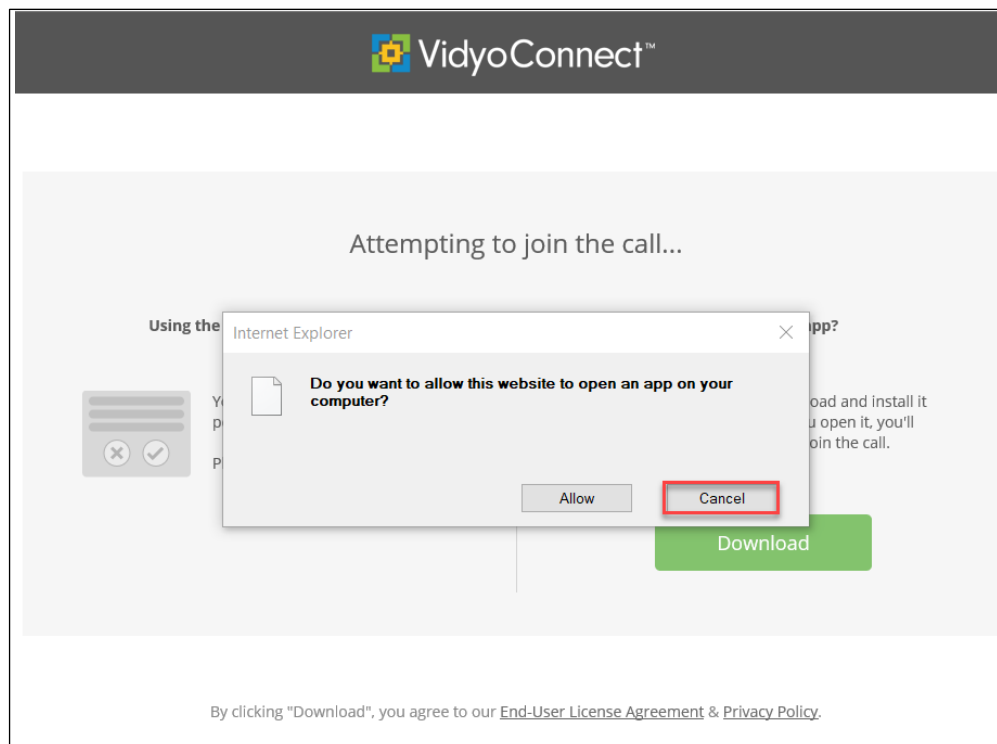 VidyoConnect™
Attempting to join the call...
Using the
pp?
Internet Explorer
Do you want to allow this website to open an app on your
computer?
oad and install it
u open it, you'll
oin the call.
Allow
Cancel
Download
By clicking "Download", you agree to our End-User License Agreement & Privacy Policy.